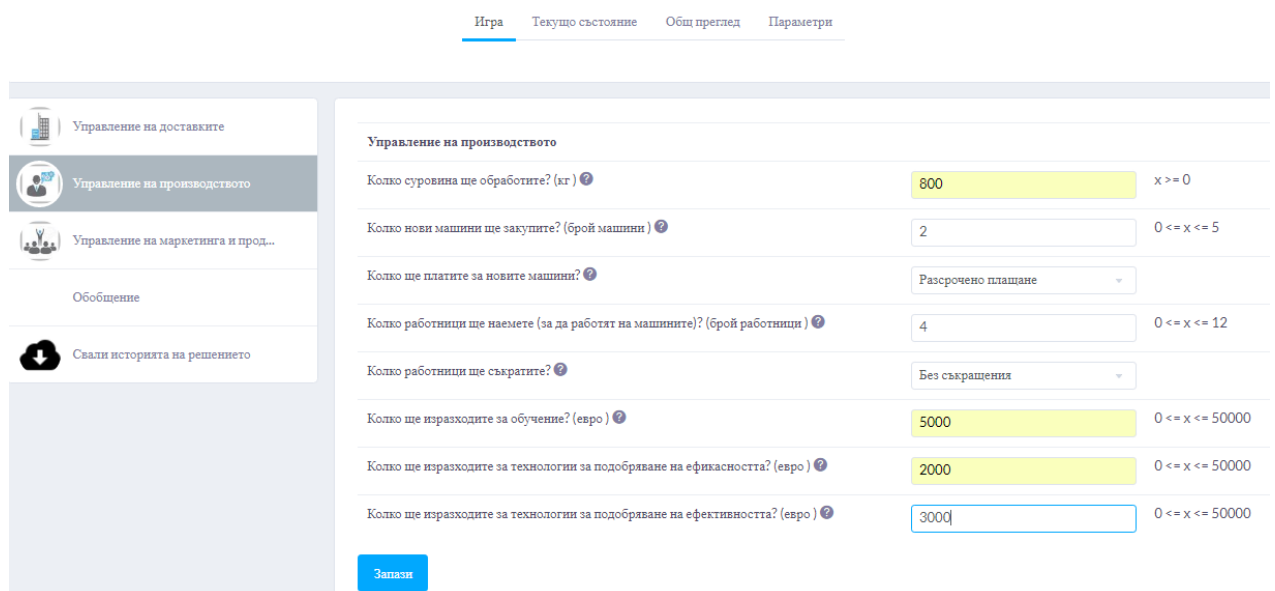 Игра Текущо състояние Общ преглед Параметри
Управление на доставките
Управление на производството
Управление на маркетинга и прод...
Обобщение
Свали историята на решението
Управление на производството
Колко суровина ще обработите? (кг ) ? 800 x >= 0
Колко нови машини ще закупите? (брой машини ) ? 2 0 <= x <= 5
Колко ще платите за новите машини? ? Разсрочено плащане
Колко работници ще наемете (за да работят на машините)? (брой работници ) ? 4 0 <= x <= 12
Колко работници ще съкратите? ? Без съкращения
Колко ще изразходите за обучение? (евро ) ? 5000 0 <= x <= 50000
Колко ще изразходите за технологии за подобряване на ефикасността? (евро ) ? 2000 0 <= x <= 50000
Колко ще изразходите за технологии за подобряване на ефективността? (евро ) ? 3000 0 <= x <= 50000
Запази